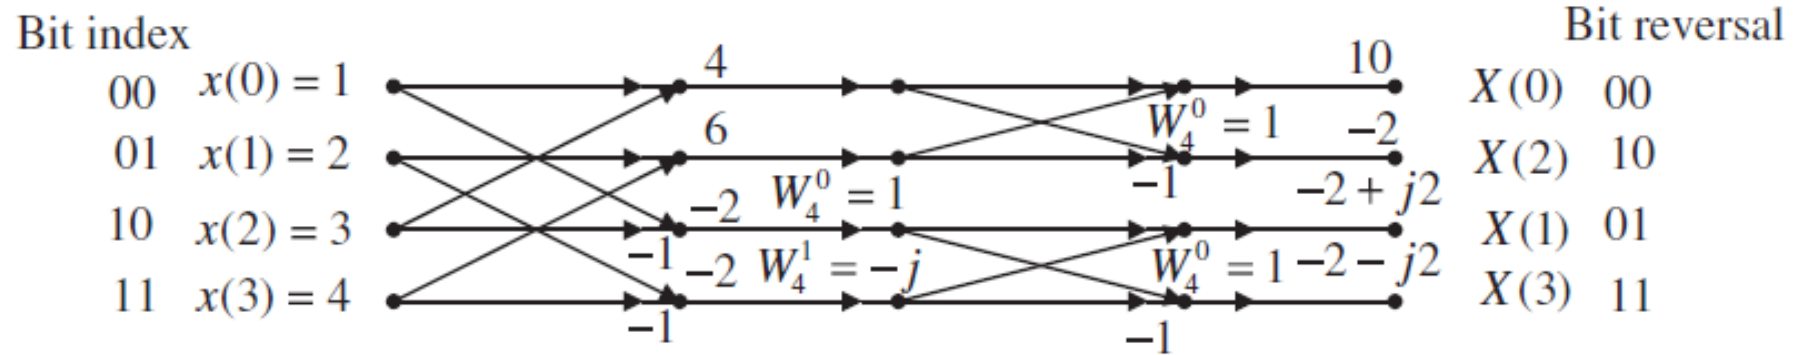 Bit index Bit reversal
00 x(0) = 1 4 10 X(0) 00
W₄⁰ = 1
01 x(1) = 2 6 −2 X(2) 10
−1
−2 W₄⁰ = 1 −2 + j2
10 x(2) = 3 X(1) 01
−1
−2 W₄¹ = −j W₄⁰ = 1 −2 − j2
11 x(3) = 4 X(3) 11
−1 −1